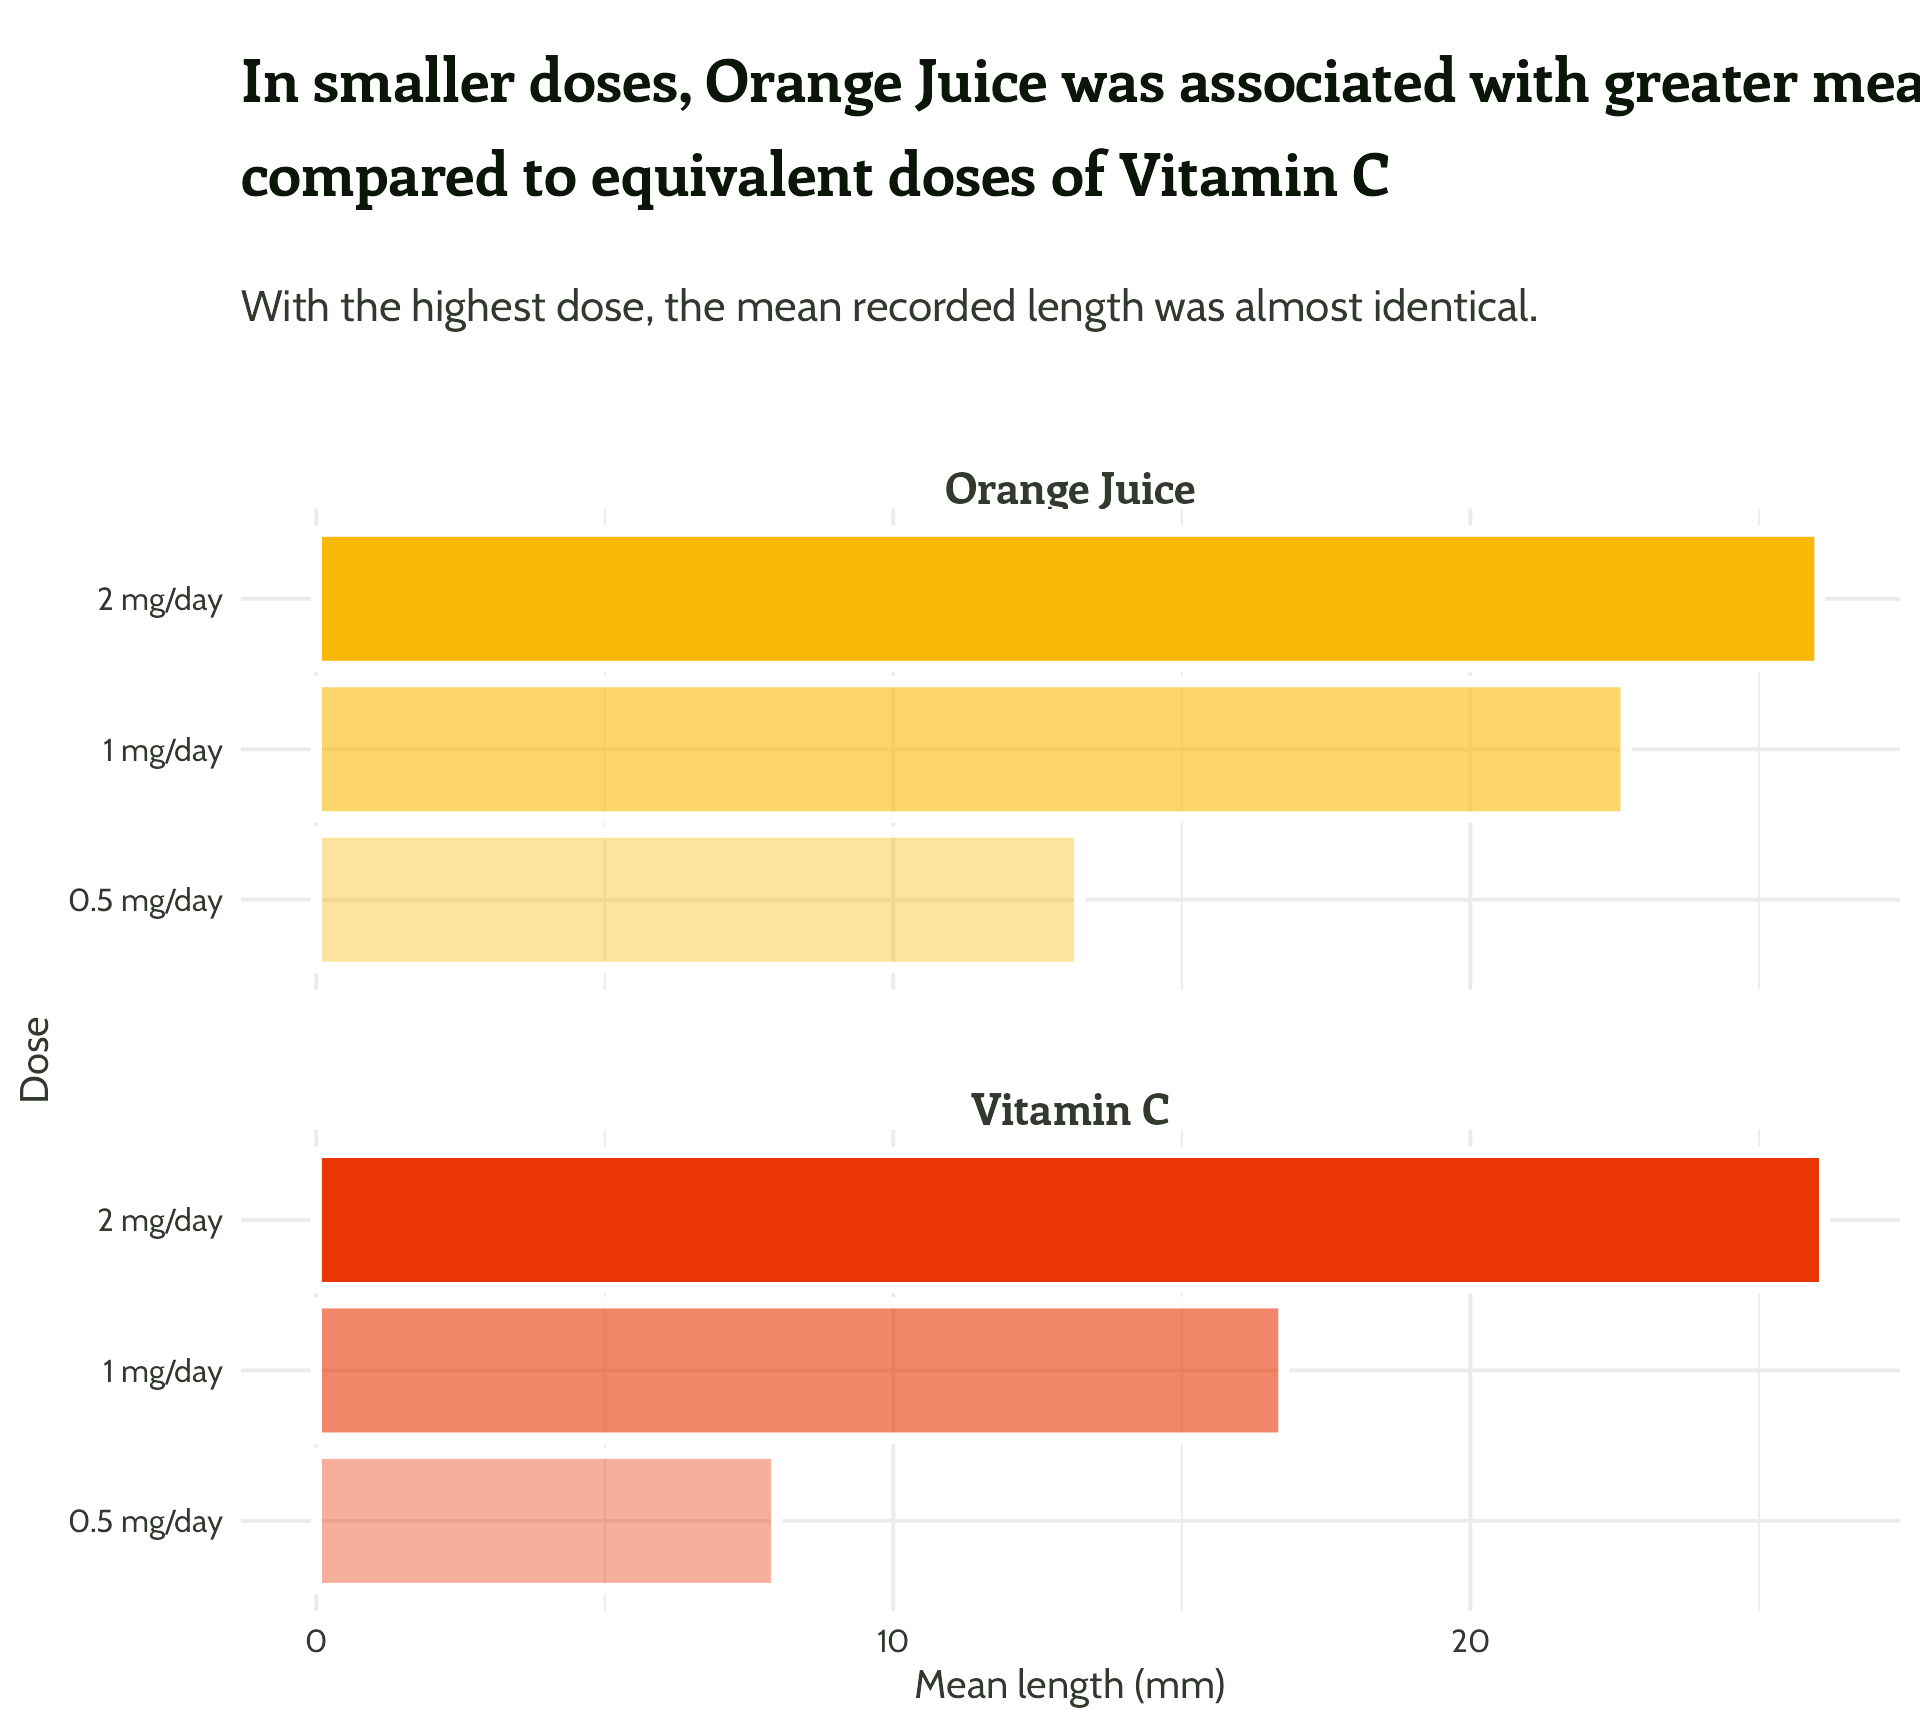 In smaller doses, Orange Juice was associated with greater
compared to equivalent doses of Vitamin C
With the highest dose, the mean recorded length was almost identical.
Orange Juice
2 mg/day
1 mg/day
0.5 mg/day
Dose
Vitamin C
2 mg/day
1 mg/day
0.5 mg/day
0 10 20
Mean length (mm)